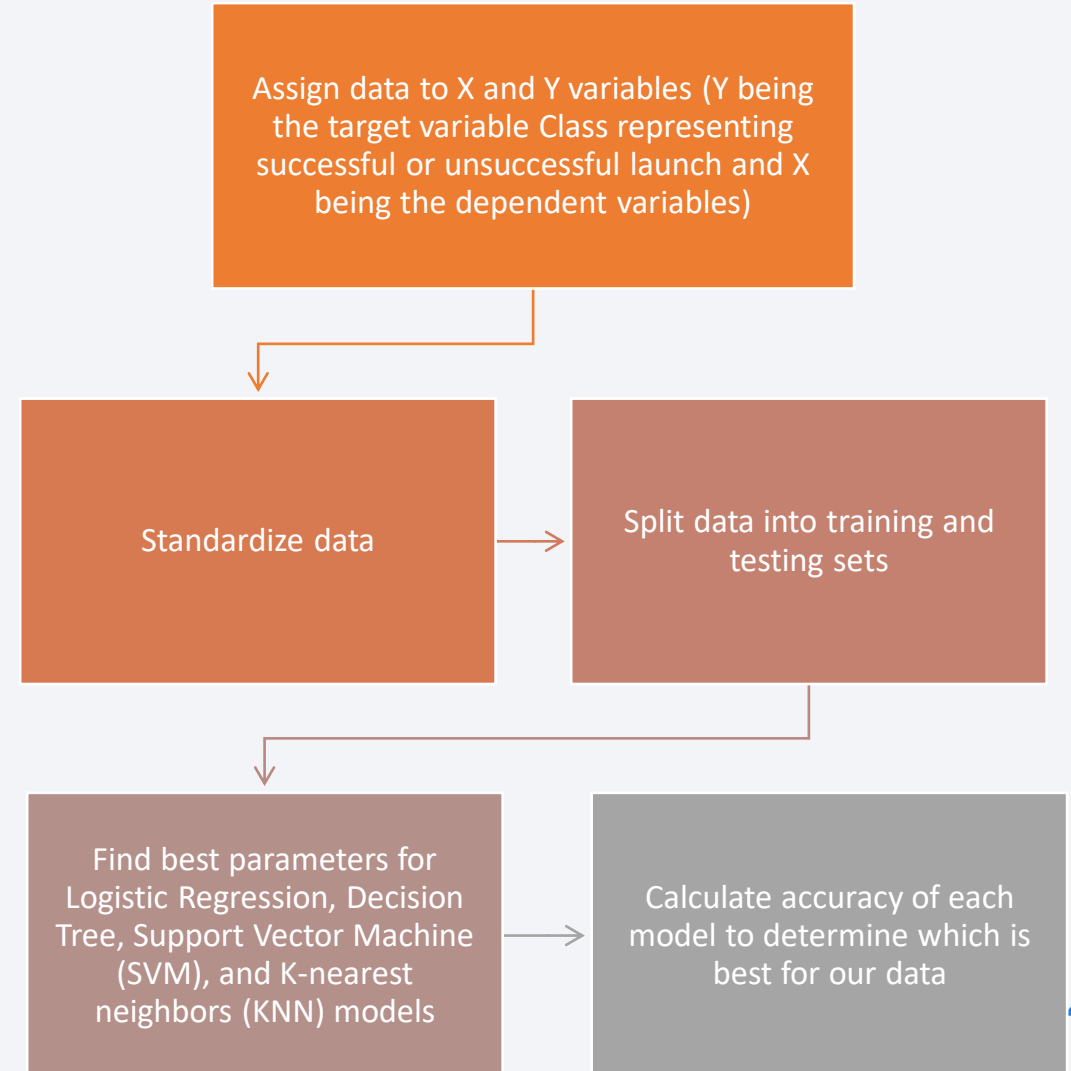 Assign data to X and Y variables (Y being
the target variable Class representing
successful or unsuccessful launch and X
being the dependent variables)
Standardize data
Split data into training and
testing sets
Find best parameters for
Logistic Regression, Decision
Tree, Support Vector Machine
(SVM), and K-nearest
neighbors (KNN) models
Calculate accuracy of each
model to determine which is
best for our data